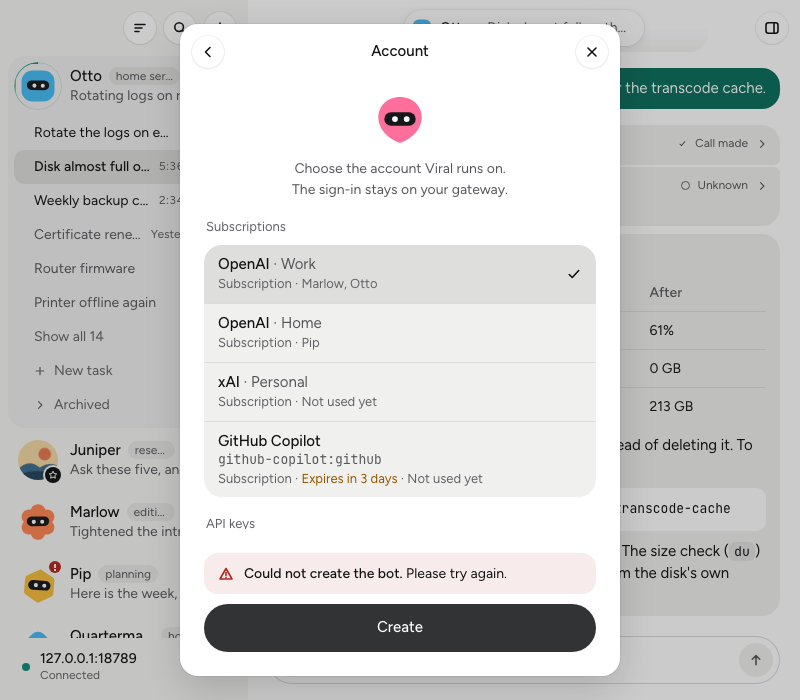 Account
Choose the account Viral runs on.
The sign-in stays on your gateway.
Subscriptions
OpenAI · Work
Subscription · Marlow, Otto
OpenAI · Home
Subscription · Pip
xAI · Personal
Subscription · Not used yet
GitHub Copilot
github-copilot:github
Subscription · Expires in 3 days · Not used yet
API keys
Could not create the bot. Please try again.
Create
Otto home ser...
Rotating logs on
Rotate the logs on e...
Disk almost full o... 5:36
Weekly backup c... 2:34
Certificate rene... Yeste
Router firmware
Printer offline again
Show all 14
New task
Archived
Juniper rese...
Ask these five, an
Marlow editi...
Tightened the
Pip planning
Here is the week,
Quarterma
127.0.0.1:18789
Connected
the transcode cache.
Call made
Unknown
After
61%
0 GB
213 GB
of deleting it. To
transcode-cache
The size check ( du )
the disk's own